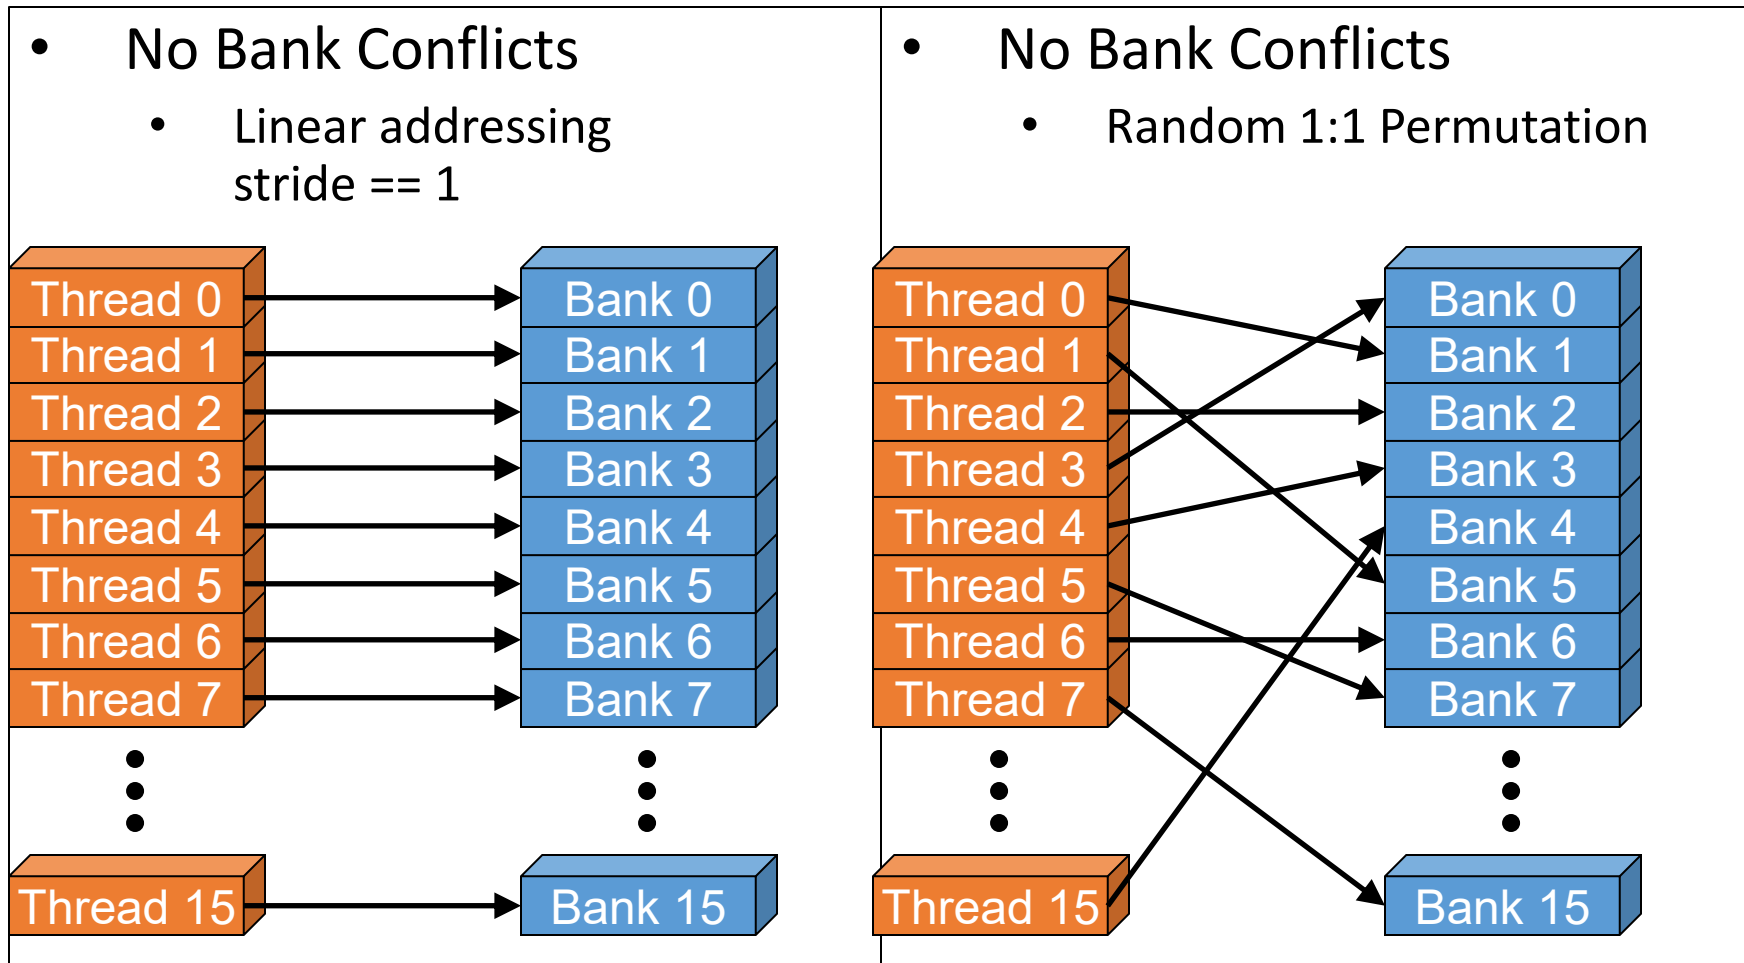 • No Bank Conflicts
• Linear addressing
stride == 1
Thread 0
Thread 1
Thread 2
Thread 3
Thread 4
Thread 5
Thread 6
Thread 7
Thread 15
Bank 0
Bank 1
Bank 2
Bank 3
Bank 4
Bank 5
Bank 6
Bank 7
Bank 15
• No Bank Conflicts
• Random 1:1 Permutation
Thread 0
Thread 1
Thread 2
Thread 3
Thread 4
Thread 5
Thread 6
Thread 7
Thread 15
Bank 0
Bank 1
Bank 2
Bank 3
Bank 4
Bank 5
Bank 6
Bank 7
Bank 15